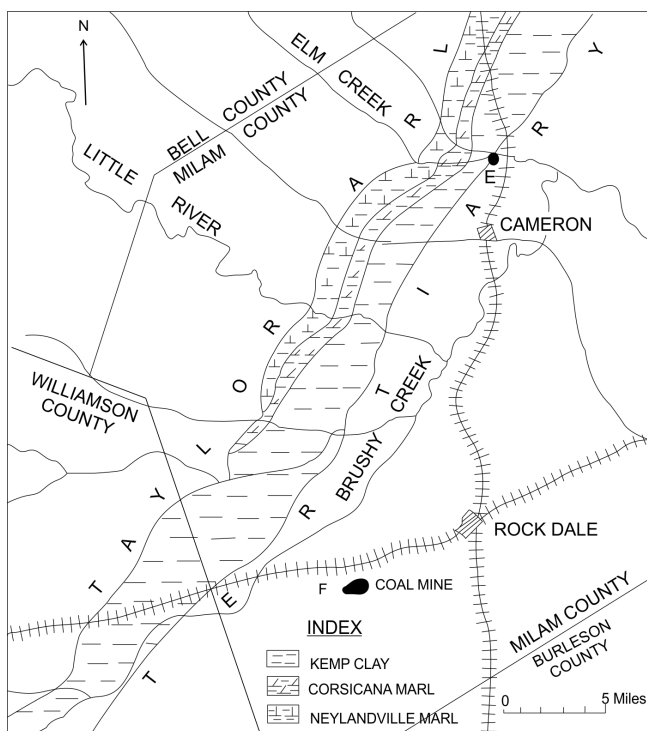 N
ELM
CREEK
BELL COUNTY
MILAM COUNTY
LITTLE
RIVER
E
CAMERON
T A Y L O R A R L
T E R T I A R Y
WILLIAMSON
COUNTY
BRUSHY CREEK
ROCK DALE
F
COAL MINE
MILAM COUNTY
BURLESON
COUNTY
INDEX
KEMP CLAY
CORSICANA MARL
NEYLANDVILLE MARL
0 5 Miles